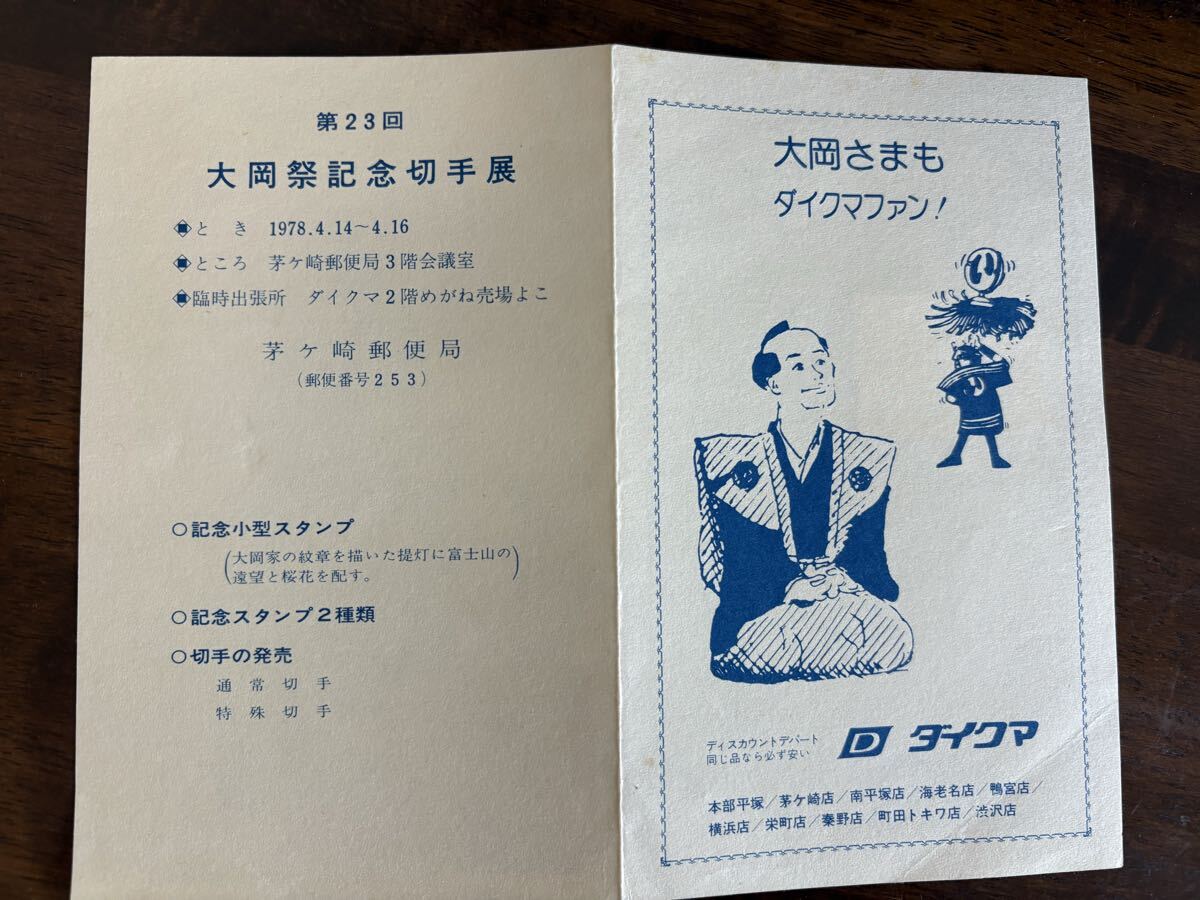 第23回
大岡祭記念切手展
とき 1978.4.14〜4.16
ところ 茅ケ崎郵便局3階会議室
臨時出張所 ダイクマ2階めがね売場よこ
茅ケ崎郵便局
(郵便番号253)
○記念小型スタンプ
(大岡家の紋章を描いた提灯に富士山の
遠望と桜花を配す。)
○記念スタンプ2種類
○切手の発売
通常切手
特殊切手
大岡さまも
ダイクマファン!
い
り
ディスカウントデパート
同じ品なら必ず安い
D ダイクマ
本部平塚/茅ケ崎店/南平塚店/海老名店/鴨宮店/
横浜店/栄町店/秦野店/町田トキワ店/渋沢店